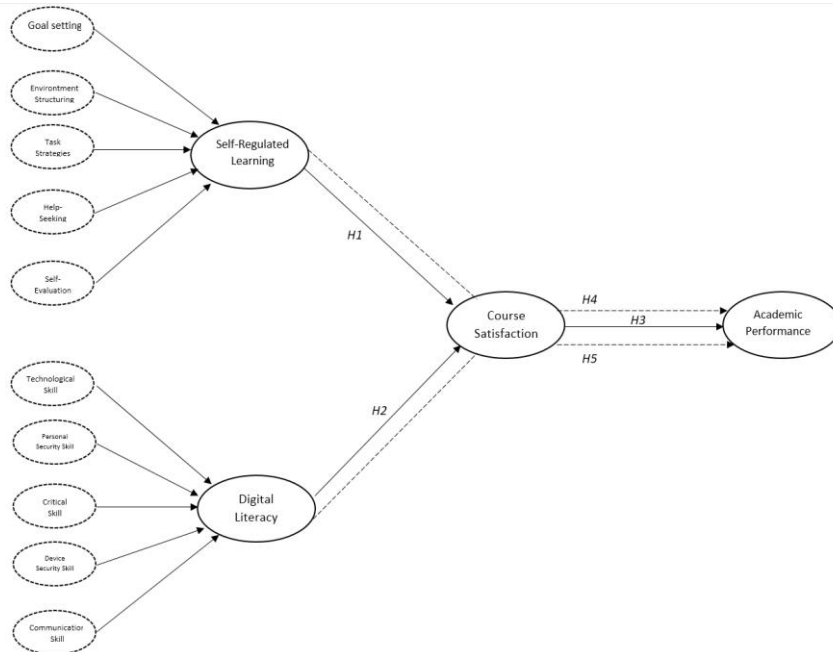 Goal setting
Environtment
Structuring
Task
Strategies
Help-
Seeking
Self-
Evaluation
Self-Regulated
Learning
H1
Course
Satisfaction
H4
H3
H5
Academic
Performance
Technological
Skill
Personal
Security Skill
Critical
Skill
Device
Security Skill
Communication
Skill
Digital
Literacy
H2